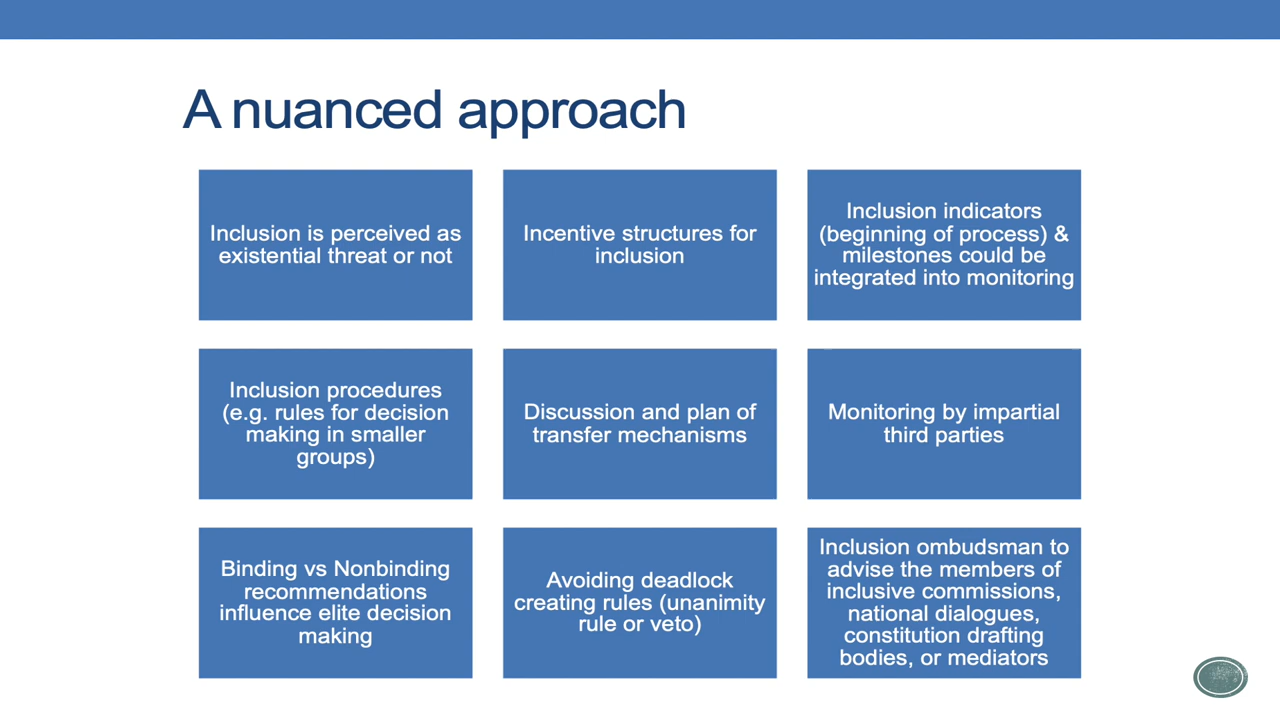 A nuanced approach
Inclusion is perceived as
existential threat or not
Incentive structures for
inclusion
Inclusion indicators
(beginning of process) &
milestones could be
integrated into monitoring
Inclusion procedures
(e.g. rules for decision
making in smaller
groups)
Discussion and plan of
transfer mechanisms
Monitoring by impartial
third parties
Binding vs Nonbinding
recommendations
influence elite decision
making
Avoiding deadlock
creating rules (unanimity
rule or veto)
Inclusion ombudsman to
advise the members of
inclusive commissions,
national dialogues,
constitution drafting
bodies, or mediators